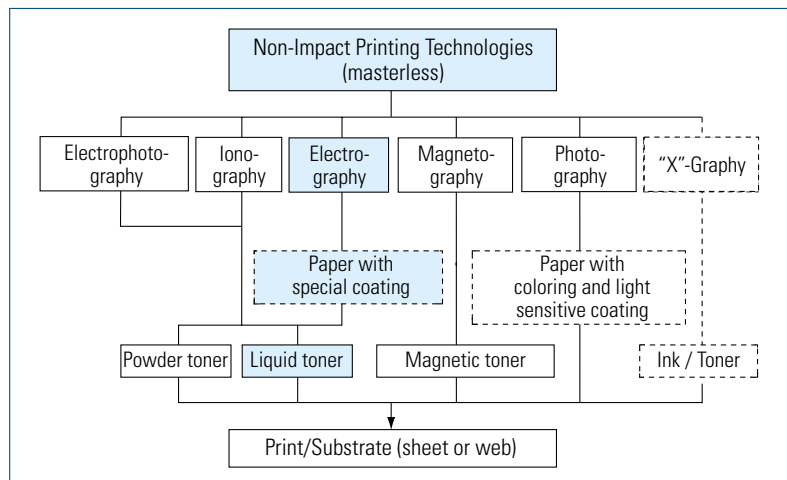 Non-Impact Printing Technologies
(masterless)
Electrophoto-
graphy
Iono-
graphy
Electro-
graphy
Magneto-
graphy
Photo-
graphy
“X”-Graphy
Paper with
special coating
Paper with
coloring and light
sensitive coating
Powder toner
Liquid toner
Magnetic toner
Ink / Toner
Print/Substrate (sheet or web)